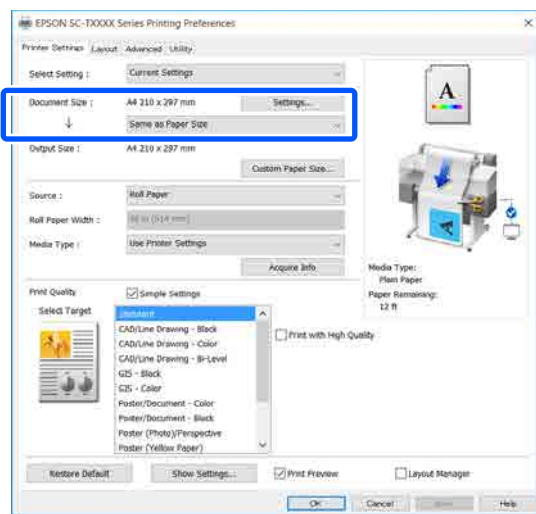 EPSON SC-TXXXX Series Printing Preferences
Printer Settings Layout Advanced Utility
Select Setting : Current Settings
Document Size : A4 210 x 297 mm Settings...
↓ Same as Paper Size
Output Size : A4 210 x 297 mm
Custom Paper Size...
Source : Roll Paper
Roll Paper Width :
Media Type : Use Printer Settings
Acquire Info
A
Media Type:
Plain Paper
Paper Remaining:
12 ft
Print Quality Simple Settings
Select Target
Standard
CAD/Line Drawing - Black
CAD/Line Drawing - Color
CAD/Line Drawing - Bi-Level
GIS - Black
GIS - Color
Poster/Document - Color
Poster/Document - Black
Poster (Photo)/Perspective
Poster (Yellow Paper)
Print with High Quality
Restore Default Show Settings... Print Preview Layout Manager
OK Cancel Help